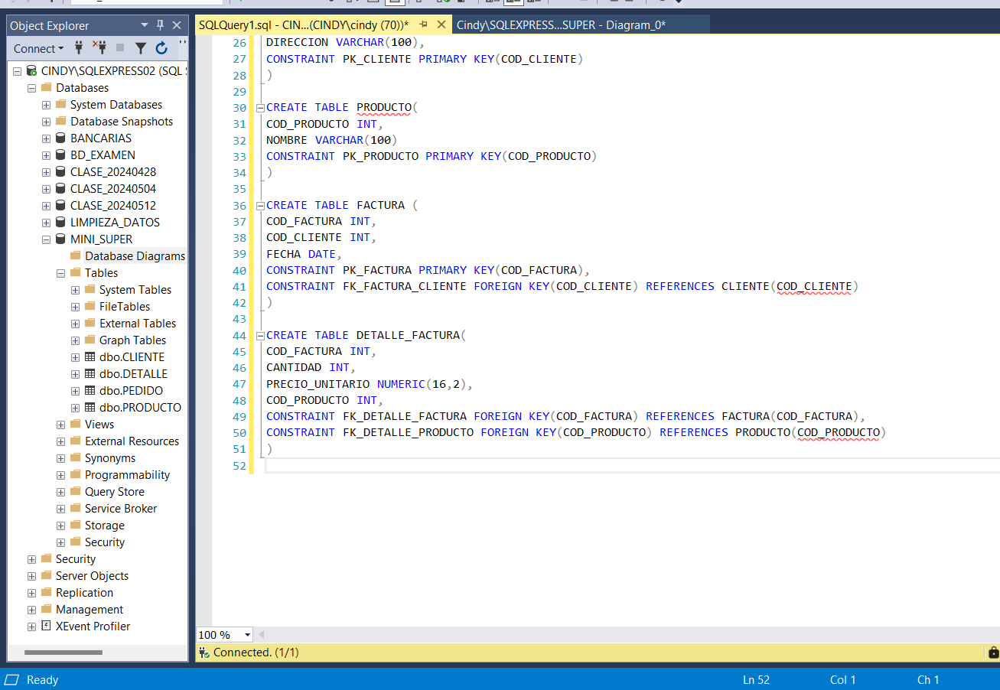 Object Explorer
Connect
CINDY\SQLEXPRESS02 (SQL S
Databases
System Databases
Database Snapshots
BANCARIAS
BD_EXAMEN
CLASE_20240428
CLASE_20240504
CLASE_20240512
LIMPIEZA_DATOS
MINI_SUPER
Database Diagrams
Tables
System Tables
FileTables
External Tables
Graph Tables
dbo.CLIENTE
dbo.DETALLE
dbo.PEDIDO
dbo.PRODUCTO
Views
External Resources
Synonyms
Programmability
Query Store
Service Broker
Storage
Security
Security
Server Objects
Replication
Management
XEvent Profiler
SQLQuery1.sql - CIN...(CINDY\cindy (70))*
Cindy\SQLEXPRESS...SUPER - Diagram_0*
26 DIRECCION VARCHAR(100),
27 CONSTRAINT PK_CLIENTE PRIMARY KEY(COD_CLIENTE)
28 )
29
30 CREATE TABLE PRODUCTO(
31 COD_PRODUCTO INT,
32 NOMBRE VARCHAR(100)
33 CONSTRAINT PK_PRODUCTO PRIMARY KEY(COD_PRODUCTO)
34 )
35
36 CREATE TABLE FACTURA (
37 COD_FACTURA INT,
38 COD_CLIENTE INT,
39 FECHA DATE,
40 CONSTRAINT PK_FACTURA PRIMARY KEY(COD_FACTURA),
41 CONSTRAINT FK_FACTURA_CLIENTE FOREIGN KEY(COD_CLIENTE) REFERENCES CLIENTE(COD_CLIENTE)
42 )
43
44 CREATE TABLE DETALLE_FACTURA(
45 COD_FACTURA INT,
46 CANTIDAD INT,
47 PRECIO_UNITARIO NUMERIC(16,2),
48 COD_PRODUCTO INT,
49 CONSTRAINT FK_DETALLE_FACTURA FOREIGN KEY(COD_FACTURA) REFERENCES FACTURA(COD_FACTURA),
50 CONSTRAINT FK_DETALLE_PRODUCTO FOREIGN KEY(COD_PRODUCTO) REFERENCES PRODUCTO(COD_PRODUCTO)
51 )
52
100 %
Connected. (1/1)
Ready
Ln 52
Col 1
Ch 1